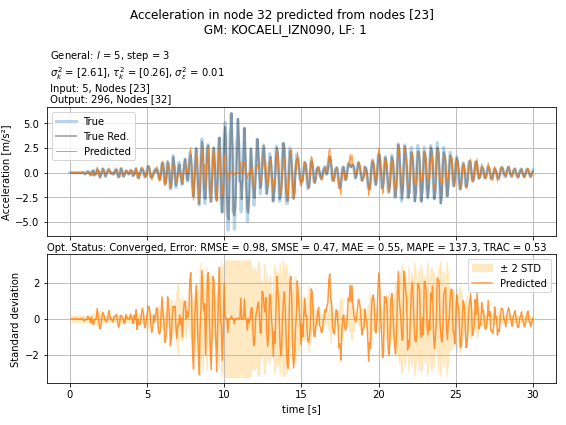 Acceleration in node 32 predicted from nodes [23]
GM: KOCAELI_IZN090, LF: 1
General: l = 5, step = 3
σ²ₖ = [2.61], τ²ₖ = [0.26], σ²ε = 0.01
Input: 5, Nodes [23]
Output: 296, Nodes [32]
True
True Red.
Predicted
Acceleration [m/s²]
5.0
2.5
0.0
−2.5
−5.0
Opt. Status: Converged, Error: RMSE = 0.98, SMSE = 0.47, MAE = 0.55, MAPE = 137.3, TRAC = 0.53
± 2 STD
Predicted
Standard deviation
2
0
−2
0 5 10 15 20 25 30
time [s]